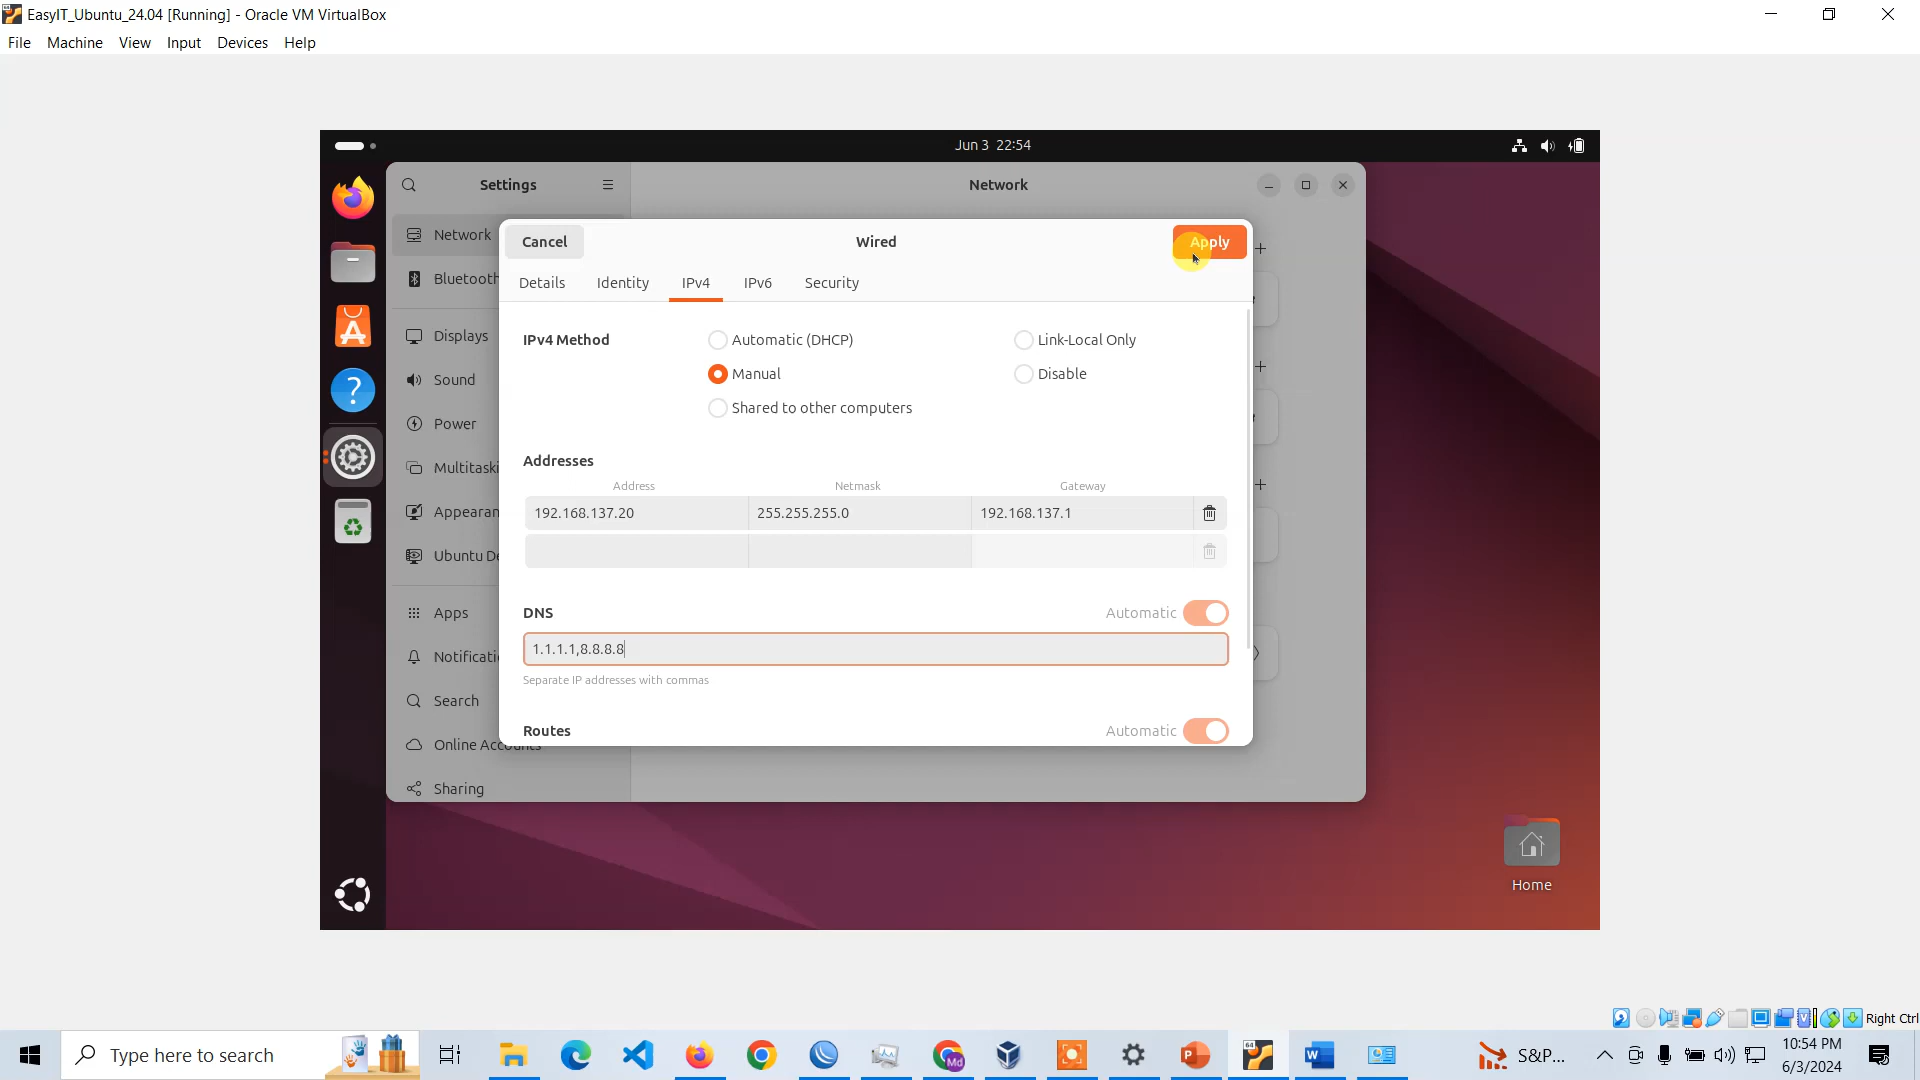 EasyIT_Ubuntu_24.04 [Running] - Oracle VM VirtualBox
File Machine View Input Devices Help
Jun 3 22:54
Settings
Network
Network
Bluetooth
Displays
Sound
Power
Multitaski
Appearan
Ubuntu De
Apps
Notificati
Search
Online Accounts
Sharing
Cancel
Wired
Apply
Details Identity IPv4 IPv6 Security
IPv4 Method
Automatic (DHCP)
Link-Local Only
Manual
Disable
Shared to other computers
Addresses
Address Netmask Gateway
192.168.137.20 255.255.255.0 192.168.137.1
DNS
Automatic
1.1.1.1,8.8.8.8
Separate IP addresses with commas
Routes
Automatic
Home
Right Ctrl
Type here to search
64
Md
S&P...
10:54 PM
6/3/2024